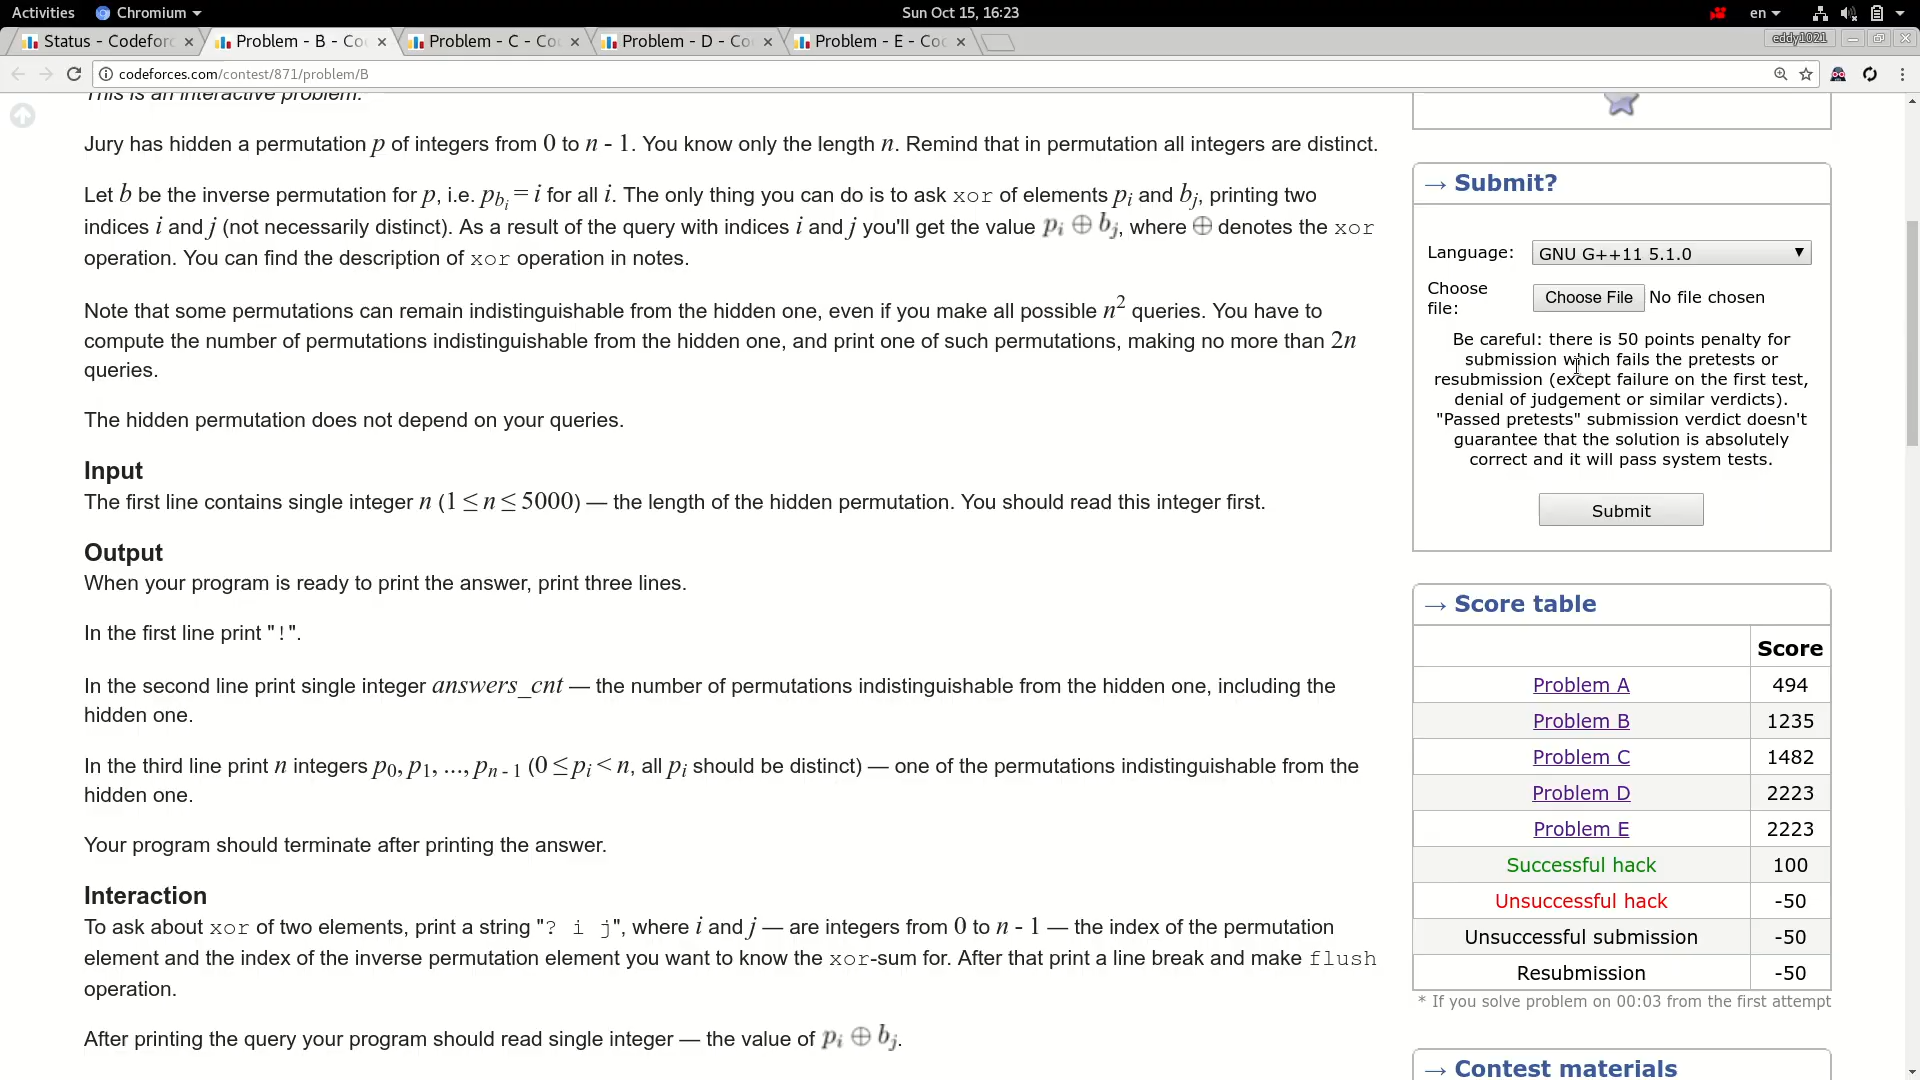 Activities Chromium Sun Oct 15, 16:23 en
Status - Codeforc × Problem - B - Co × Problem - C - Co × Problem - D - Co × Problem - E - Coc × eddy1021
codeforces.com/contest/871/problem/B
This is an interactive problem.
Jury has hidden a permutation p of integers from 0 to n - 1. You know only the length n. Remind that in permutation all integers are distinct.
Let b be the inverse permutation for p, i.e. p_{b_i} = i for all i. The only thing you can do is to ask xor of elements p_i and b_j, printing two
indices i and j (not necessarily distinct). As a result of the query with indices i and j you'll get the value p_i ⊕ b_j, where ⊕ denotes the xor
operation. You can find the description of xor operation in notes.
Note that some permutations can remain indistinguishable from the hidden one, even if you make all possible n² queries. You have to
compute the number of permutations indistinguishable from the hidden one, and print one of such permutations, making no more than 2n
queries.
The hidden permutation does not depend on your queries.
Input
The first line contains single integer n (1 ≤ n ≤ 5000) — the length of the hidden permutation. You should read this integer first.
Output
When your program is ready to print the answer, print three lines.
In the first line print "!".
In the second line print single integer answers_cnt — the number of permutations indistinguishable from the hidden one, including the
hidden one.
In the third line print n integers p_0, p_1, ..., p_{n - 1} (0 ≤ p_i < n, all p_i should be distinct) — one of the permutations indistinguishable from the
hidden one.
Your program should terminate after printing the answer.
Interaction
To ask about xor of two elements, print a string "? i j", where i and j — are integers from 0 to n - 1 — the index of the permutation
element and the index of the inverse permutation element you want to know the xor-sum for. After that print a line break and make flush
operation.
After printing the query your program should read single integer — the value of p_i ⊕ b_j.
→ Submit?
Language: GNU G++11 5.1.0
Choose
file: Choose File No file chosen
Be careful: there is 50 points penalty for
submission which fails the pretests or
resubmission (except failure on the first test,
denial of judgement or similar verdicts).
"Passed pretests" submission verdict doesn't
guarantee that the solution is absolutely
correct and it will pass system tests.
Submit
→ Score table
Score
Problem A 494
Problem B 1235
Problem C 1482
Problem D 2223
Problem E 2223
Successful hack 100
Unsuccessful hack -50
Unsuccessful submission -50
Resubmission -50
* If you solve problem on 00:03 from the first attempt
→ Contest materials